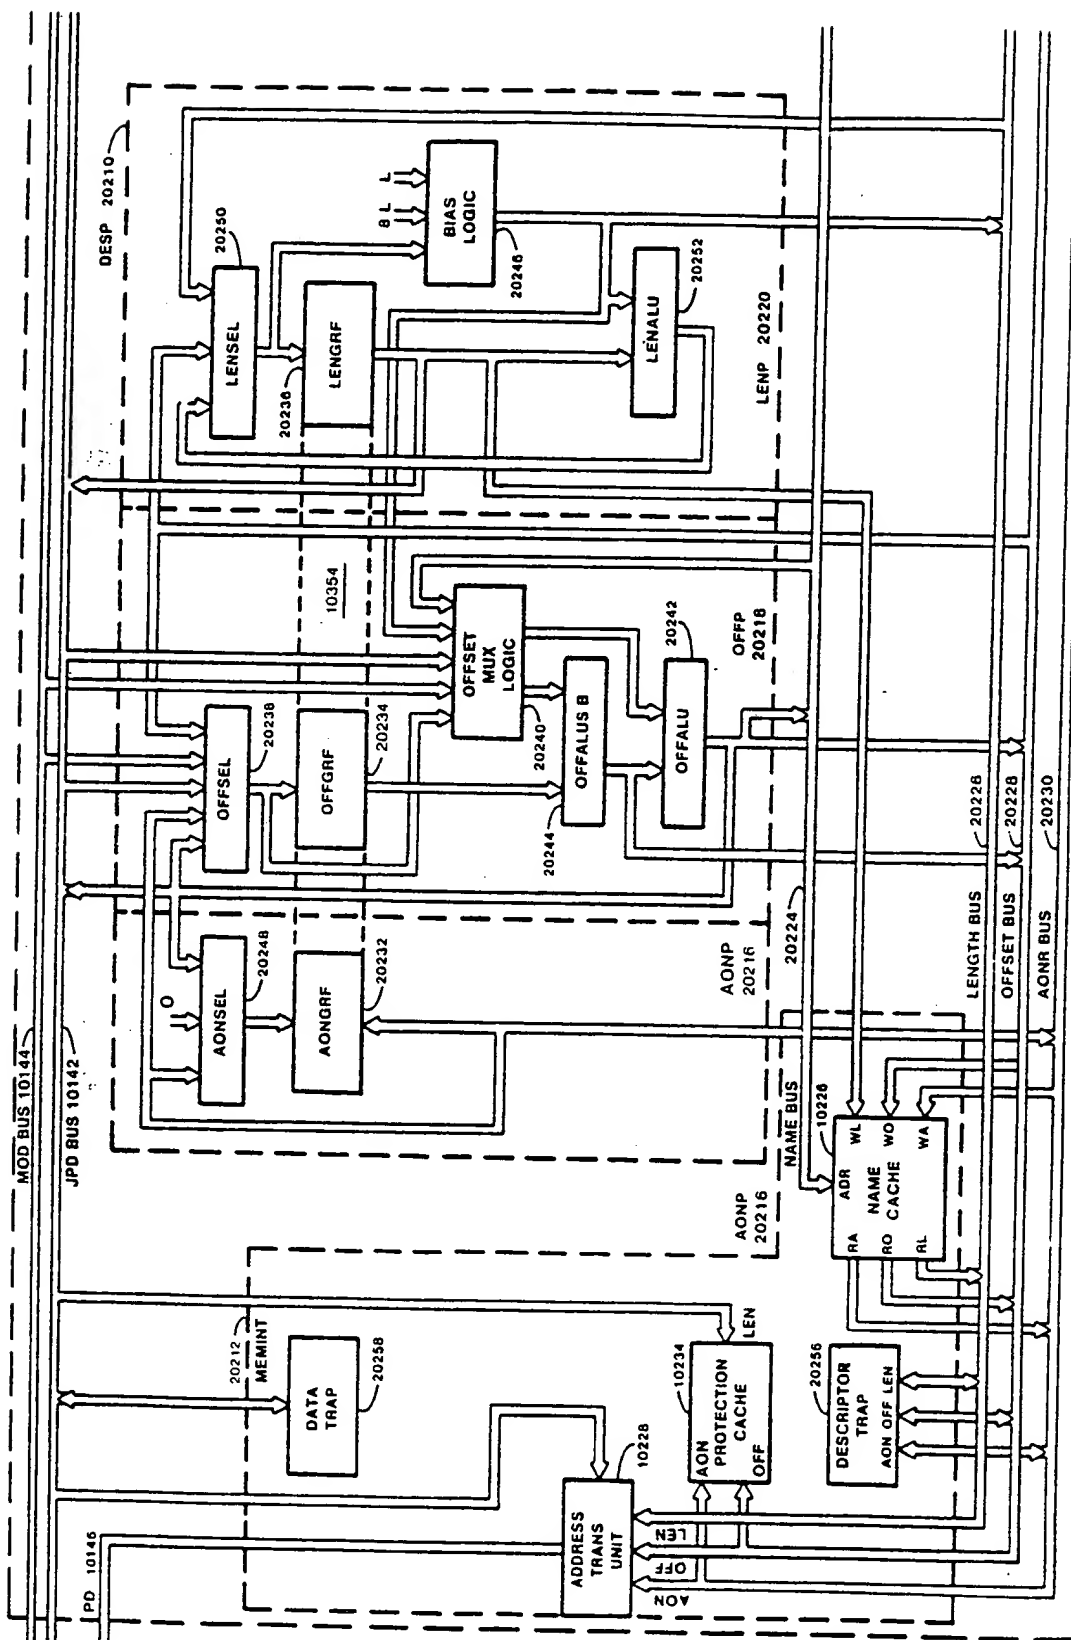 DESP 20210
LENSEL
20250
B L L
BIAS
LOGIC
20246
20236
LENGRF
LENALU
20252
LENP 20220
10354
OFFSEL
20238
OFFGRF
20234
OFFSET
MUX
LOGIC
20240
OFFALUS B
20244
OFFALU
20242
OFFP
20218
AONSEL
O
20248
AONGRF
20232
AONP
20216
MOD BUS 10144
JPD BUS 10142
20224
NAME BUS
LENGTH BUS
20228
OFFSET BUS
20228
AONR BUS
20230
AONP
20216
10226
ADR
NAME
CACHE
WL
WO
WA
RA
RO
RL
20212
MEMINT
DATA
TRAP
20258
PD 10146
ADDRESS
TRANS
UNIT
10228
AON
OFF
LEN
10234
LEN
AON
PROTECTION
CACHE
OFF
20256
DESCRIPTOR
TRAP
AON OFF LEN